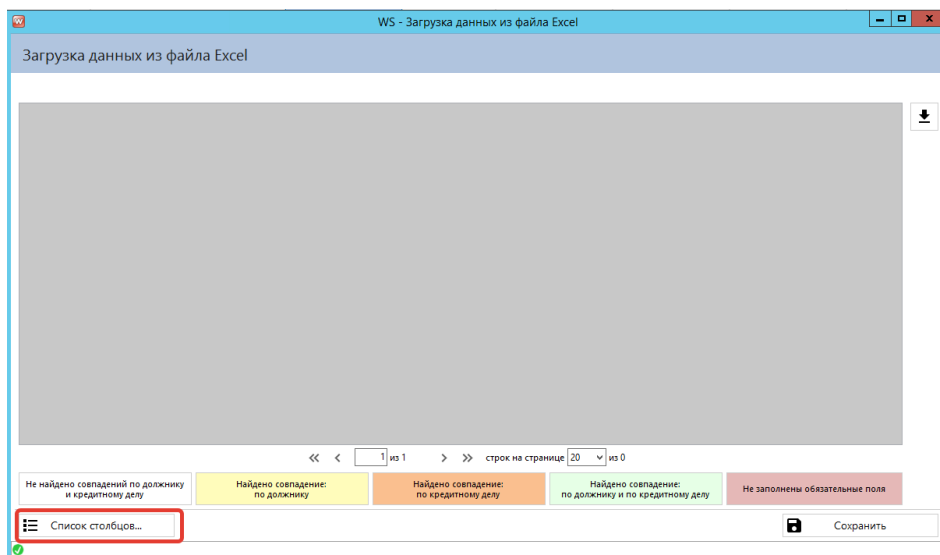 WS - Загрузка данных из файла Excel
Загрузка данных из файла Excel
1 из 1 строк на странице 20 из 0
Не найдено совпадений по должнику
и кредитному делу
Найдено совпадение:
по должнику
Найдено совпадение:
по кредитному делу
Найдено совпадение:
по должнику и по кредитному делу
Не заполнены обязательные поля
Список столбцов...
Сохранить